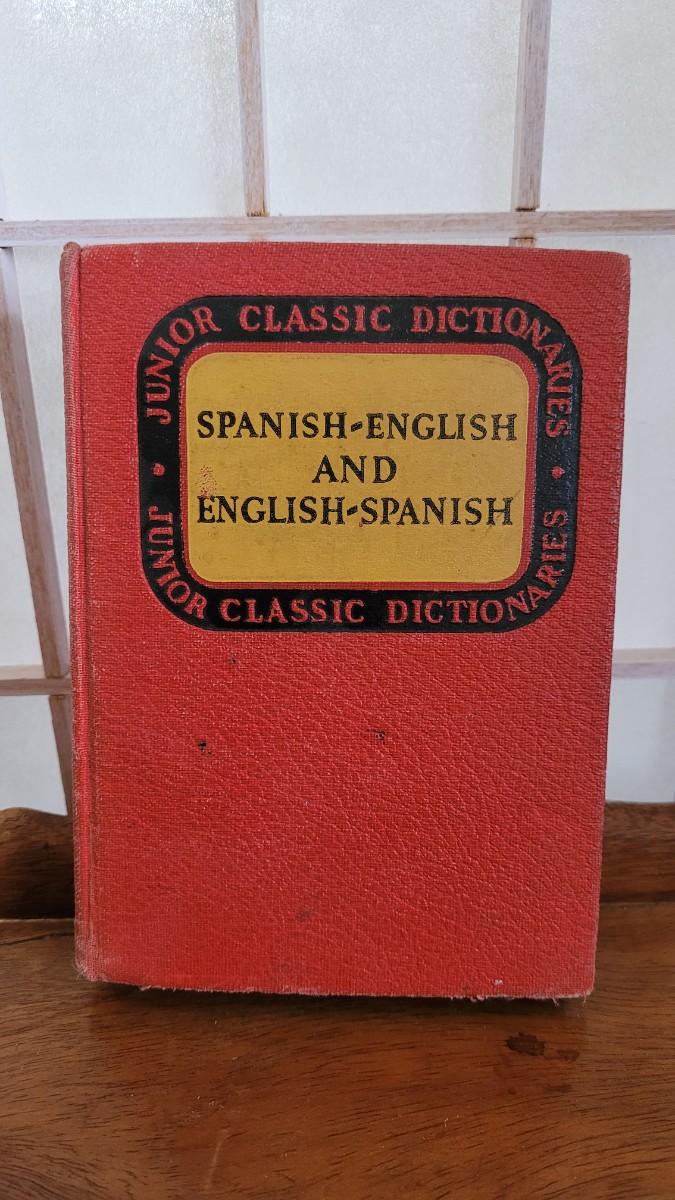 JUNIOR CLASSIC DICTIONARIES
SPANISH-ENGLISH
AND
ENGLISH-SPANISH
JUNIOR CLASSIC DICTIONARIES